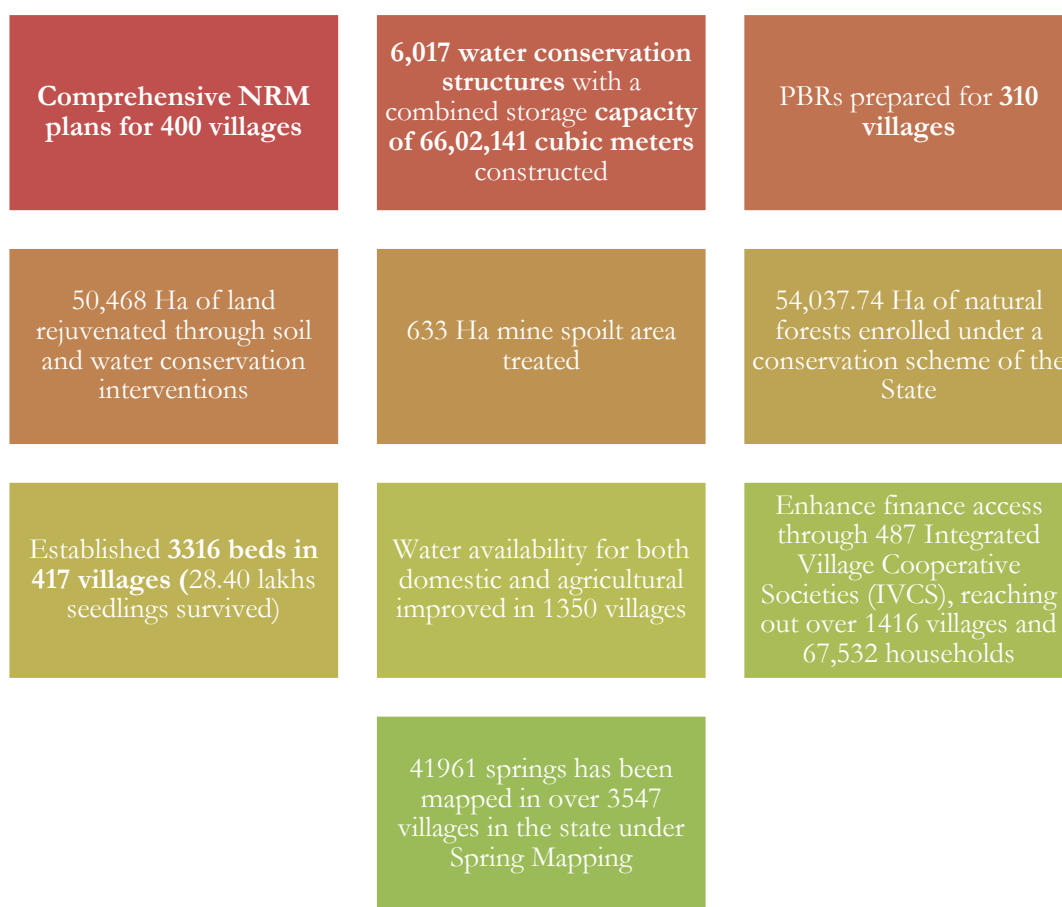 Comprehensive NRM
plans for 400 villages
6,017 water conservation
structures with a
combined storage capacity
of 66,02,141 cubic meters
constructed
PBRs prepared for 310
villages
50,468 Ha of land
rejuvenated through soil
and water conservation
interventions
633 Ha mine spoilt area
treated
54,037.74 Ha of natural
forests enrolled under a
conservation scheme of the
State
Established 3316 beds in
417 villages (28.40 lakhs
seedlings survived)
Water availability for both
domestic and agricultural
improved in 1350 villages
Enhance finance access
through 487 Integrated
Village Cooperative
Societies (IVCS), reaching
out over 1416 villages and
67,532 households
41961 springs has been
mapped in over 3547
villages in the state under
Spring Mapping